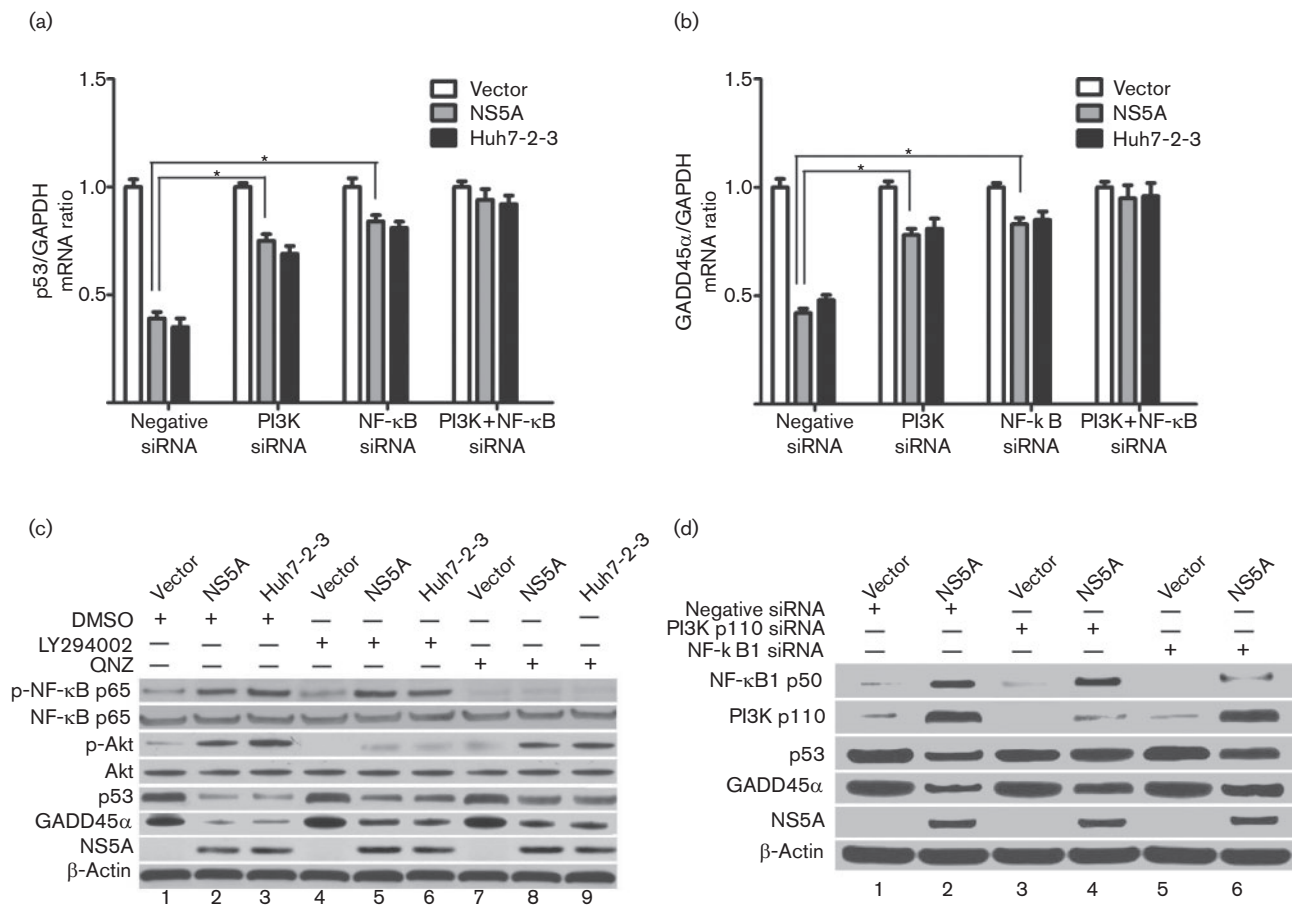 (a)
1.5
1.0
0.5
p53/GAPDH
mRNA ratio
Vector
NS5A
Huh7-2-3
*
*
Negative
siRNA
PI3K
siRNA
NF-κB
siRNA
PI3K+NF-κB
siRNA
(b)
1.5
1.0
0.5
GADD45α/GAPDH
mRNA ratio
Vector
NS5A
Huh7-2-3
*
*
Negative
siRNA
PI3K
siRNA
NF-k B
siRNA
PI3K+NF-κB
siRNA
(c)
Vector NS5A Huh7-2-3 Vector NS5A Huh7-2-3 Vector NS5A Huh7-2-3
DMSO + + + — — — — — —
LY294002 — — — + + + — — —
QNZ — — — — — — + + +
p-NF-κB p65
NF-κB p65
p-Akt
Akt
p53
GADD45α
NS5A
β-Actin
1 2 3 4 5 6 7 8 9
(d)
Vector NS5A Vector NS5A Vector NS5A
Negative siRNA + + — — — —
PI3K p110 siRNA — — + + — —
NF-k B1 siRNA — — — — + +
NF-κB1 p50
PI3K p110
p53
GADD45α
NS5A
β-Actin
1 2 3 4 5 6